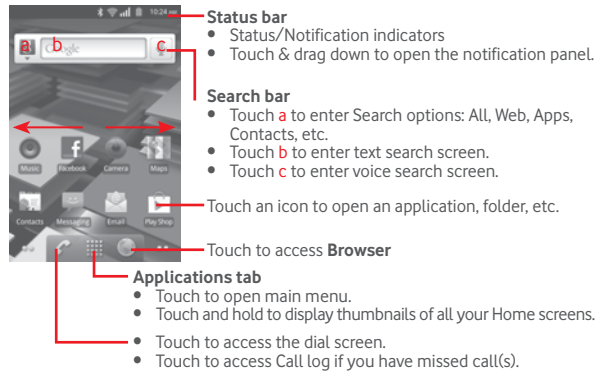 10:24 AM
Status bar
• Status/Notification indicators
• Touch & drag down to open the notification panel.
a b Google c
Search bar
• Touch a to enter Search options: All, Web, Apps,
Contacts, etc.
• Touch b to enter text search screen.
• Touch c to enter voice search screen.
Music Facebook Camera Maps
Contacts Messaging Email Play Shop
Touch an icon to open an application, folder, etc.
Touch to access Browser
Applications tab
• Touch to open main menu.
• Touch and hold to display thumbnails of all your Home screens.
• Touch to access the dial screen.
• Touch to access Call log if you have missed call(s).